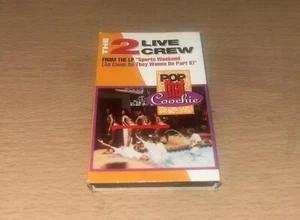 THE 2 LIVE CREW
FROM THE LP "Sports Weekend
(As Clean As They Wanna Be Part II)"
POP
That
Coochie